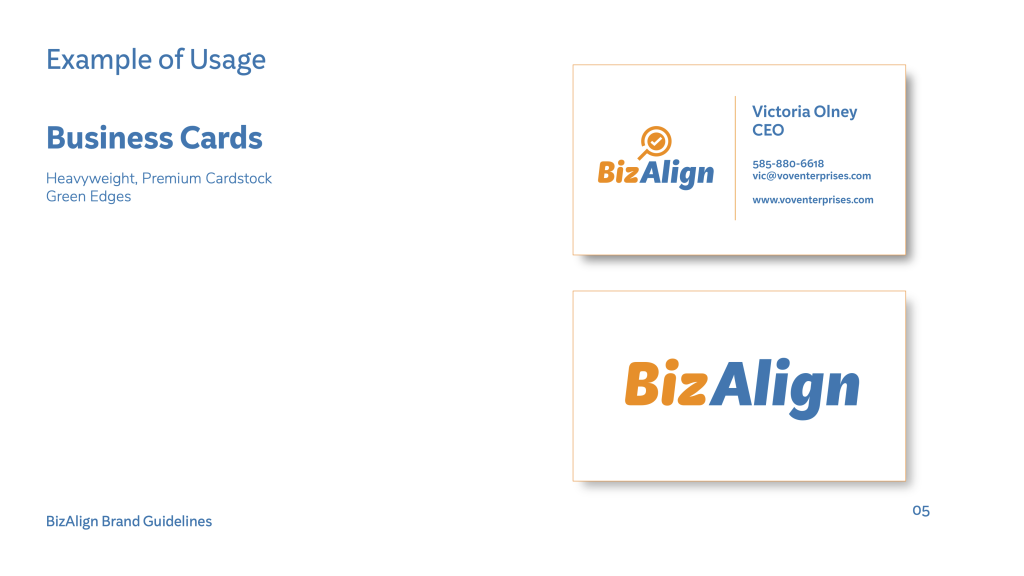 Example of Usage
Business Cards
Heavyweight, Premium Cardstock
Green Edges
BizAlign
Victoria Olney
CEO
585-880-6618
vic@voventerprises.com
www.voventerprises.com
BizAlign
BizAlign Brand Guidelines
05